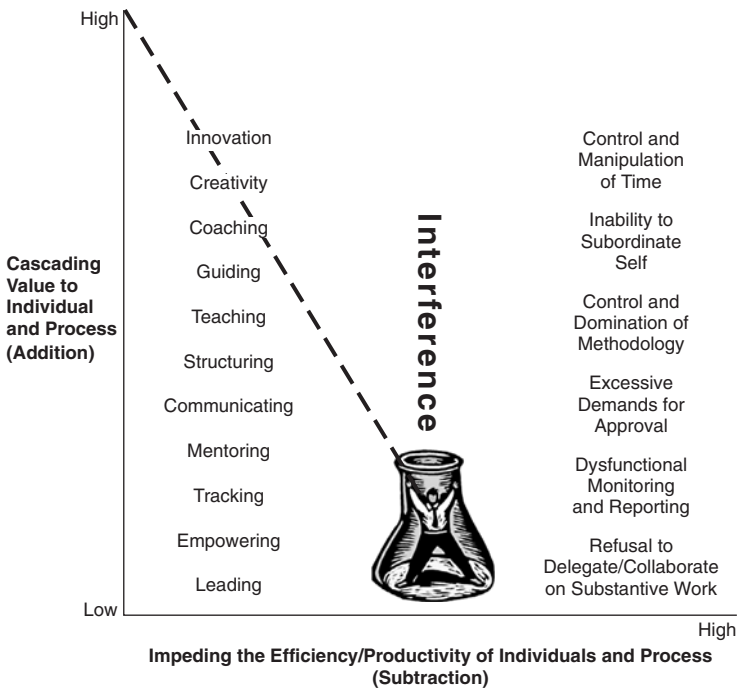 High
Innovation
Creativity
Coaching
Guiding
Teaching
Structuring
Communicating
Mentoring
Tracking
Empowering
Leading
Cascading
Value to
Individual
and Process
(Addition)
Interference
Control and
Manipulation
of Time
Inability to
Subordinate
Self
Control and
Domination of
Methodology
Excessive
Demands for
Approval
Dysfunctional
Monitoring
and Reporting
Refusal to
Delegate/Collaborate
on Substantive Work
Low
High
Impeding the Efficiency/Productivity of Individuals and Process
(Subtraction)